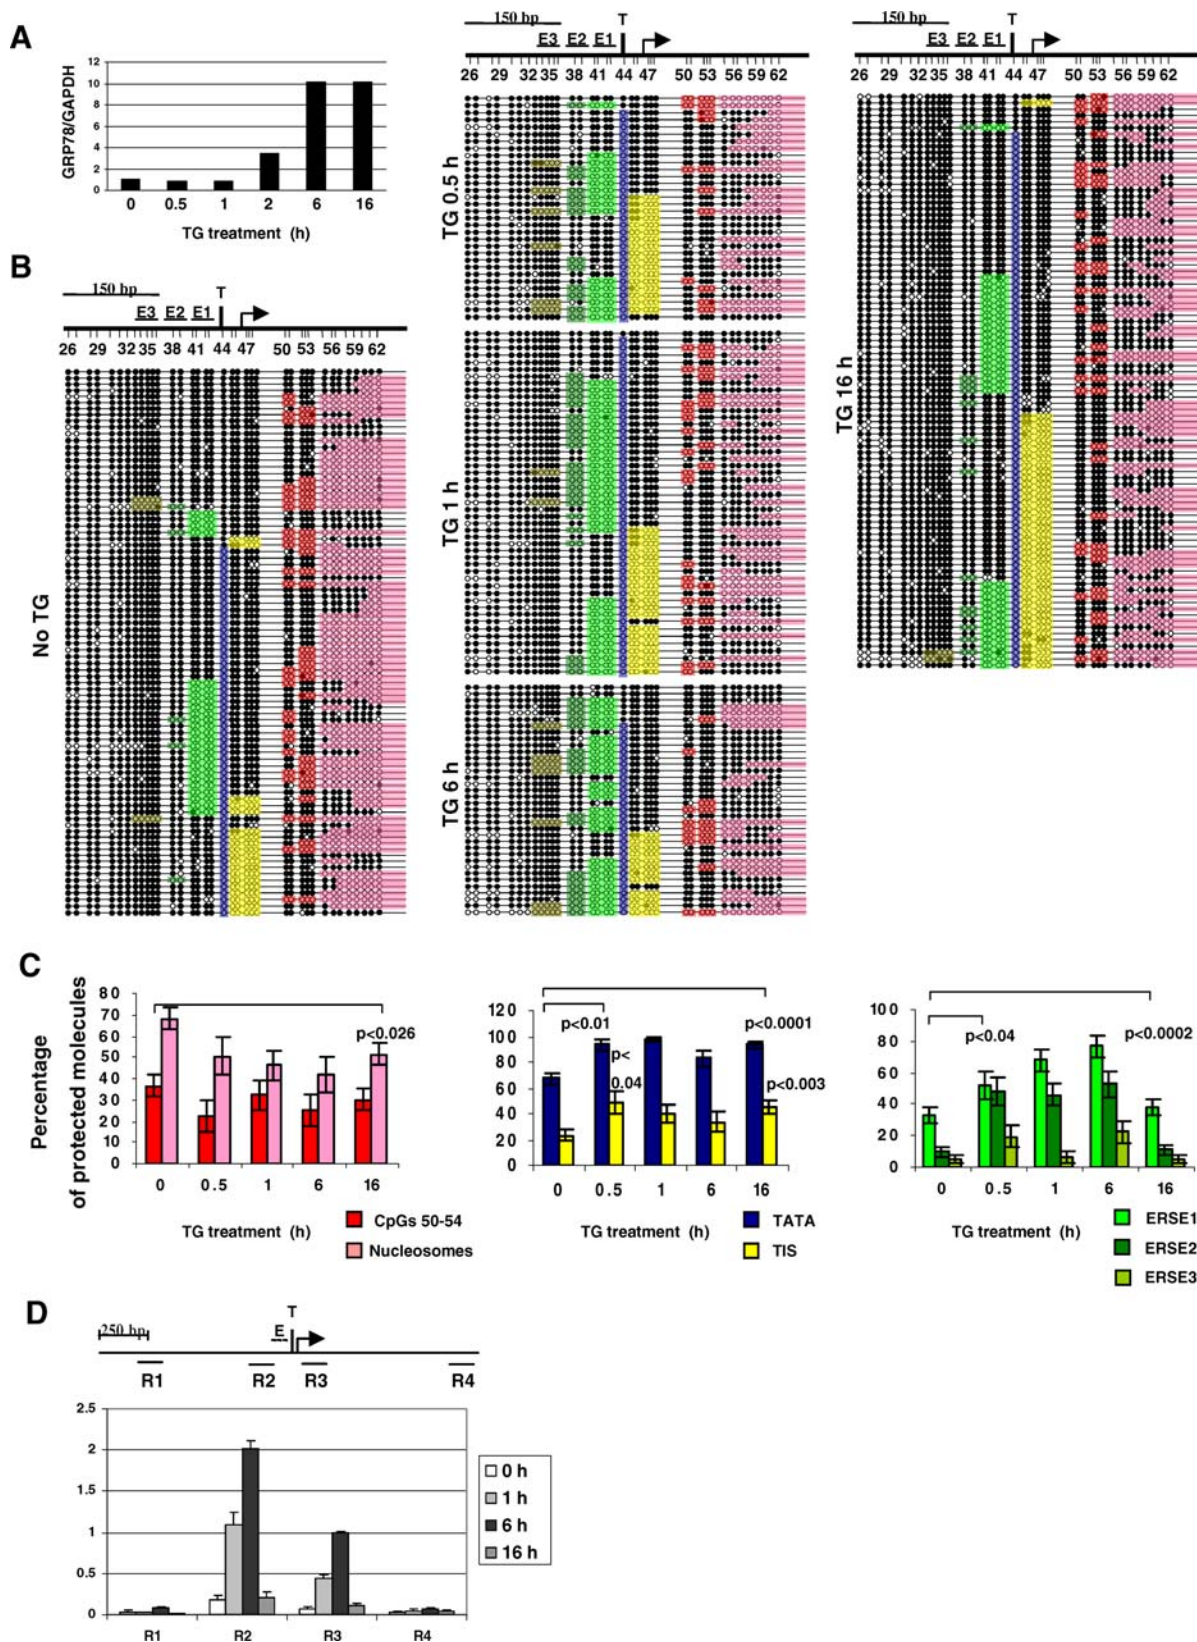 A
12
10
8
6
4
2
0
GRP78/GAPDH
0 0.5 1 2 6 16
TG treatment (h)
B
150 bp
T
E3 E2 E1
26 29 32 35 38 41 44 47 50 53 56 59 62
No TG
150 bp
T
E3 E2 E1
26 29 32 35 38 41 44 47 50 53 56 59 62
TG 0.5 h
TG 1 h
TG 6 h
150 bp
T
E3 E2 E1
26 29 32 35 38 41 44 47 50 53 56 59 62
TG 16 h
C
Percentage
of protected molecules
80
70
60
50
40
30
20
10
0
p<0.026
0 0.5 1 6 16
TG treatment (h)
CpGs 50-54
Nucleosomes
120
100
80
60
40
20
0
p<0.01
p<
0.04
p<0.0001
p<0.003
0 0.5 1 6 16
TG treatment (h)
TATA
TIS
100
80
60
40
20
0
p<0.04
p<0.0002
0 0.5 1 6 16
TG treatment (h)
ERSE1
ERSE2
ERSE3
D
250 bp
T
E
R1 R2 R3 R4
2.5
2
1.5
1
0.5
0
R1 R2 R3 R4
0 h
1 h
6 h
16 h